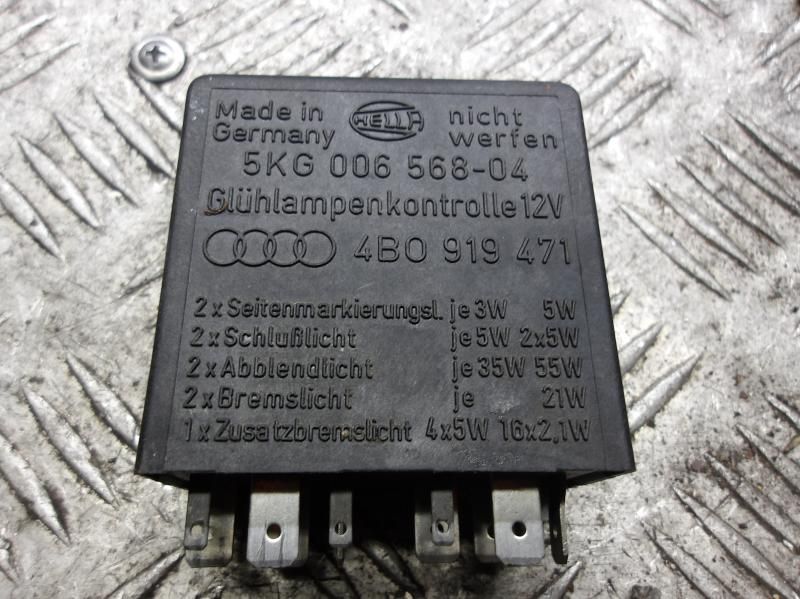 Made in Germany HELLA nicht werfen
5KG 006 568-04
Glühlampenkontrolle 12V
4B0 919 471
2 x Seitenmarkierungsl. je 3W 5W
2 x Schlußlicht je 5W 2x5W
2 x Abblendlicht je 35W 55W
2 x Bremslicht je 21W
1 x Zusatzbremslicht 4x5W 16x2,1W